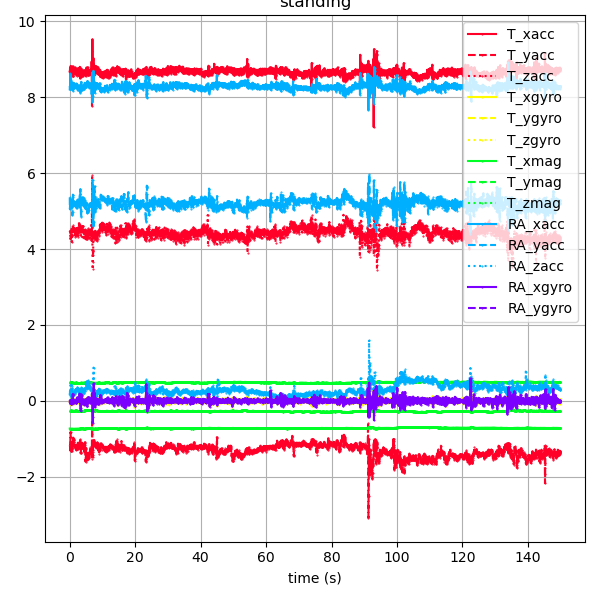 standing
10
8
6
4
2
0
−2
0
20
40
60
80
100
120
140
time (s)
T_xacc
T_yacc
T_zacc
T_xgyro
T_ygyro
T_zgyro
T_xmag
T_ymag
T_zmag
RA_xacc
RA_yacc
RA_zacc
RA_xgyro
RA_ygyro